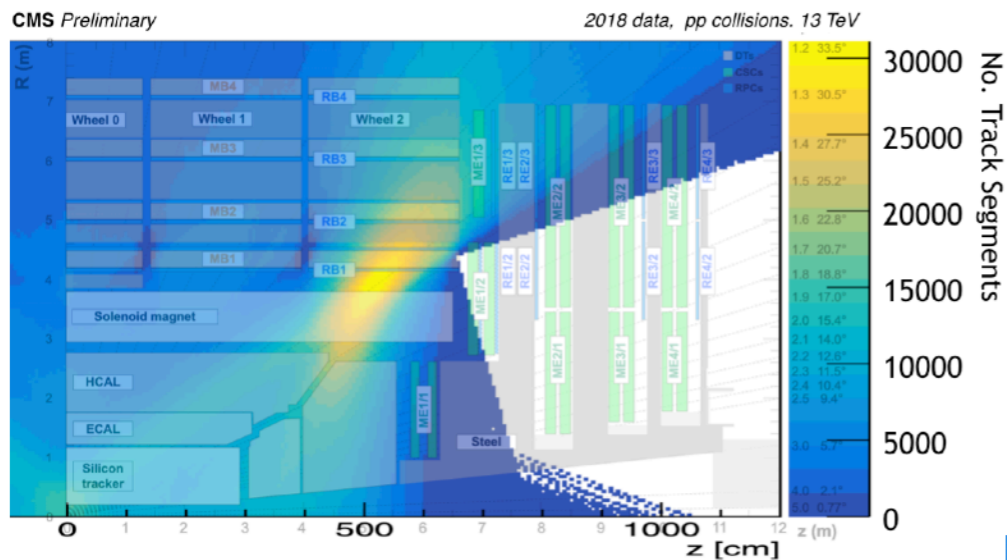 CMS Preliminary
2018 data, pp collisions. 13 TeV
R (m)
8
7
6
5
4
3
2
1
0
MB4
RB4
Wheel 0
Wheel 1
Wheel 2
MB3
RB3
MB2
RB2
MB1
RB1
Solenoid magnet
HCAL
ECAL
Silicon
tracker
Steel
ME1/1
ME1/2
ME1/3
RE1/3
RE2/3
RE1/2
RE2/2
ME2/2
ME2/1
ME3/2
ME3/1
RE3/3
RE3/2
ME4/2
ME4/1
RE4/3
RE4/2
DTs
CSCs
RPCs
1.2 33.5°
1.3 30.5°
1.4 27.7°
1.5 25.2°
1.6 22.8°
1.7 20.7°
1.8 18.8°
1.9 17.0°
2.0 15.4°
2.1 14.0°
2.2 12.6°
2.3 11.5°
2.4 10.4°
2.5 9.4°
3.0 5.7°
4.0 2.1°
5.0 0.77°
30000
25000
20000
15000
10000
5000
0
No. Track Segments
0 1 2 3 4 500 6 7 8 9 1000 11 12
z (m)
z [cm]